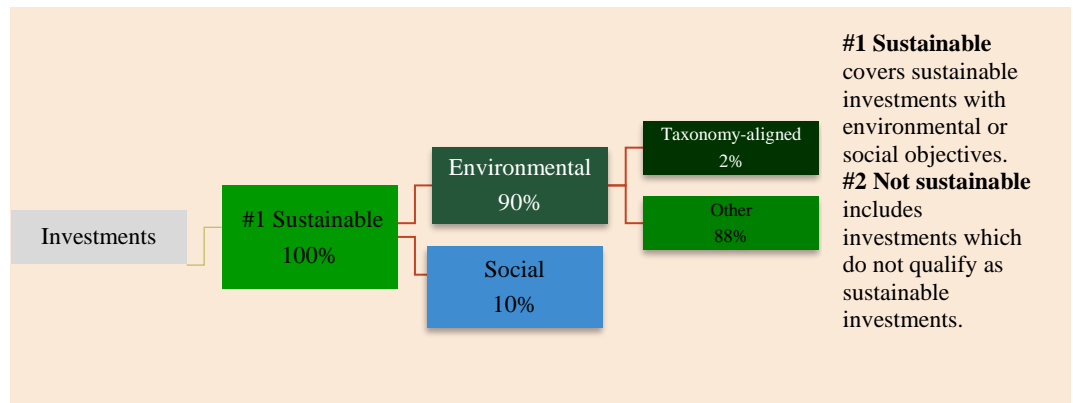 Investments
#1 Sustainable
100%
Environmental
90%
Social
10%
Taxonomy-aligned
2%
Other
88%
#1 Sustainable
covers sustainable
investments with
environmental or
social objectives.
#2 Not sustainable
includes
investments which
do not qualify as
sustainable
investments.